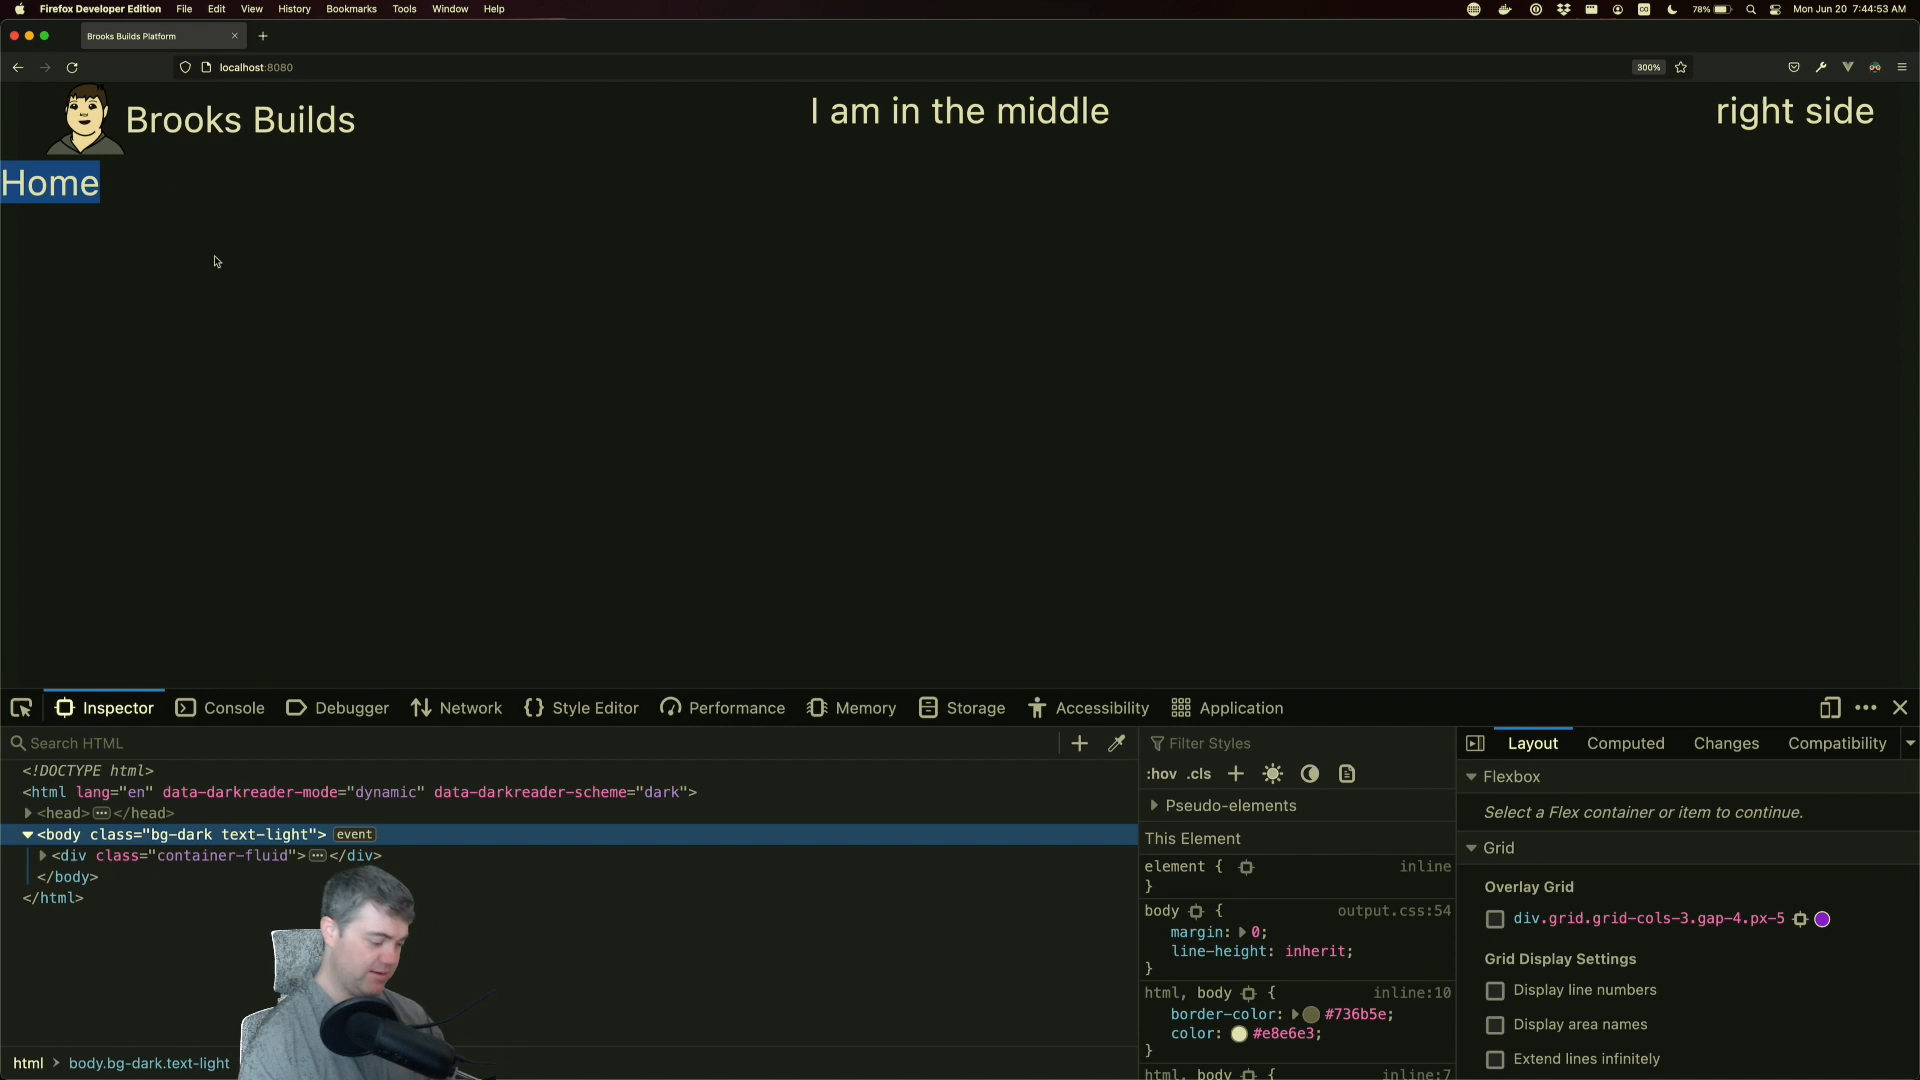 Firefox Developer Edition File Edit View History Bookmarks Tools Window Help 78% Mon Jun 20 7:44:53 AM
Brooks Builds Platform
localhost:8080 300%
Brooks Builds I am in the middle right side
Home
Inspector Console Debugger Network Style Editor Performance Memory Storage Accessibility Application
Search HTML
<!DOCTYPE html>
<html lang="en" data-darkreader-mode="dynamic" data-darkreader-scheme="dark">
<head> ••• </head>
<body class="bg-dark text-light"> event
<div class="container-fluid"> ••• </div>
</body>
</html>
html > body.bg-dark.text-light
Filter Styles
:hov .cls
Pseudo-elements
This Element
element { inline
}
body { output.css:54
margin: 0;
line-height: inherit;
}
html, body { inline:10
border-color: #736b5e;
color: #e8e6e3;
}
html, body { inline:7
Layout Computed Changes Compatibility
Flexbox
Select a Flex container or item to continue.
Grid
Overlay Grid
div.grid.grid-cols-3.gap-4.px-5
Grid Display Settings
Display line numbers
Display area names
Extend lines infinitely